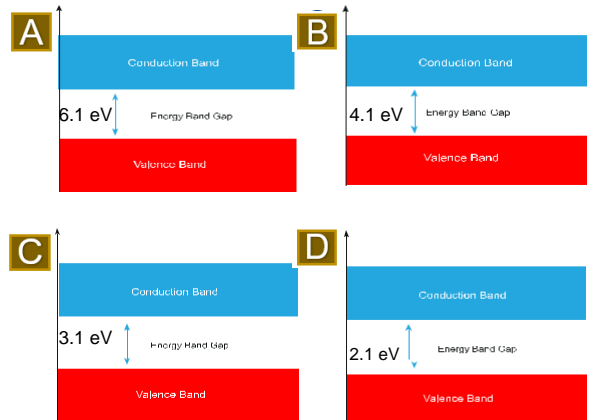 A
Conduction Band
6.1 eV
Energy Band Gap
Valence Band
B
Conduction Band
4.1 eV
Energy Band Gap
Valence Band
C
Conduction Band
3.1 eV
Energy Band Gap
Valence Band
D
Conduction Band
2.1 eV
Energy Band Gap
Valence Band